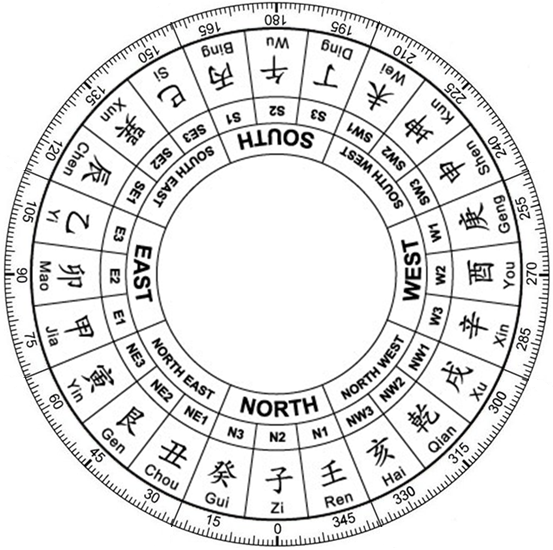 180
195
210
225
240
255
270
285
300
315
330
345
0
15
30
45
60
75
90
105
120
135
150
165
Wu
Ding
Wei
Kun
Shen
Geng
You
Xin
Xu
Qian
Hai
Ren
Zi
Gui
Chou
Gen
Yin
Jia
Mao
Yi
Chen
Xun
Si
Bing
午
丁
未
坤
申
庚
酉
辛
戌
乾
亥
壬
子
癸
丑
艮
寅
甲
卯
乙
辰
巽
巳
丙
S2
S3
SW1
SW2
SW3
W1
W2
W3
NW1
NW2
NW3
N1
N2
N3
NE1
NE2
NE3
E1
E2
E3
SE1
SE2
SE3
S1
SOUTH
SOUTH WEST
WEST
NORTH WEST
NORTH
NORTH EAST
EAST
SOUTH EAST